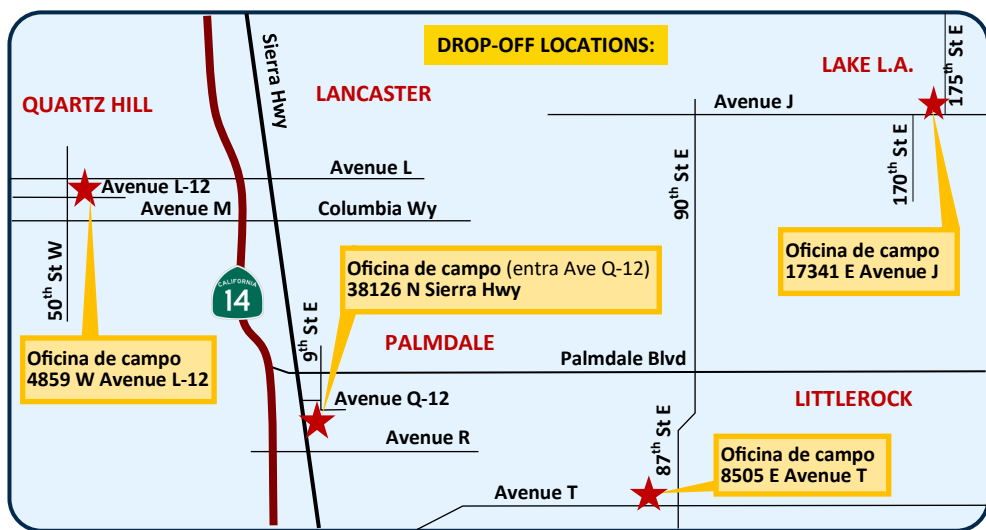 DROP-OFF LOCATIONS:
Sierra Hwy
LAKE L.A.
175th St E
QUARTZ HILL
LANCASTER
Avenue J
170th St E
90th St E
Avenue L
Avenue L-12
Avenue M
Columbia Wy
50th St W
Oficina de campo
17341 E Avenue J
Oficina de campo (entra Ave Q-12)
38126 N Sierra Hwy
CALIFORNIA
14
9th St E
PALMDALE
Oficina de campo
4859 W Avenue L-12
Palmdale Blvd
Avenue Q-12
LITTLEROCK
87th St E
Avenue R
Oficina de campo
8505 E Avenue T
Avenue T